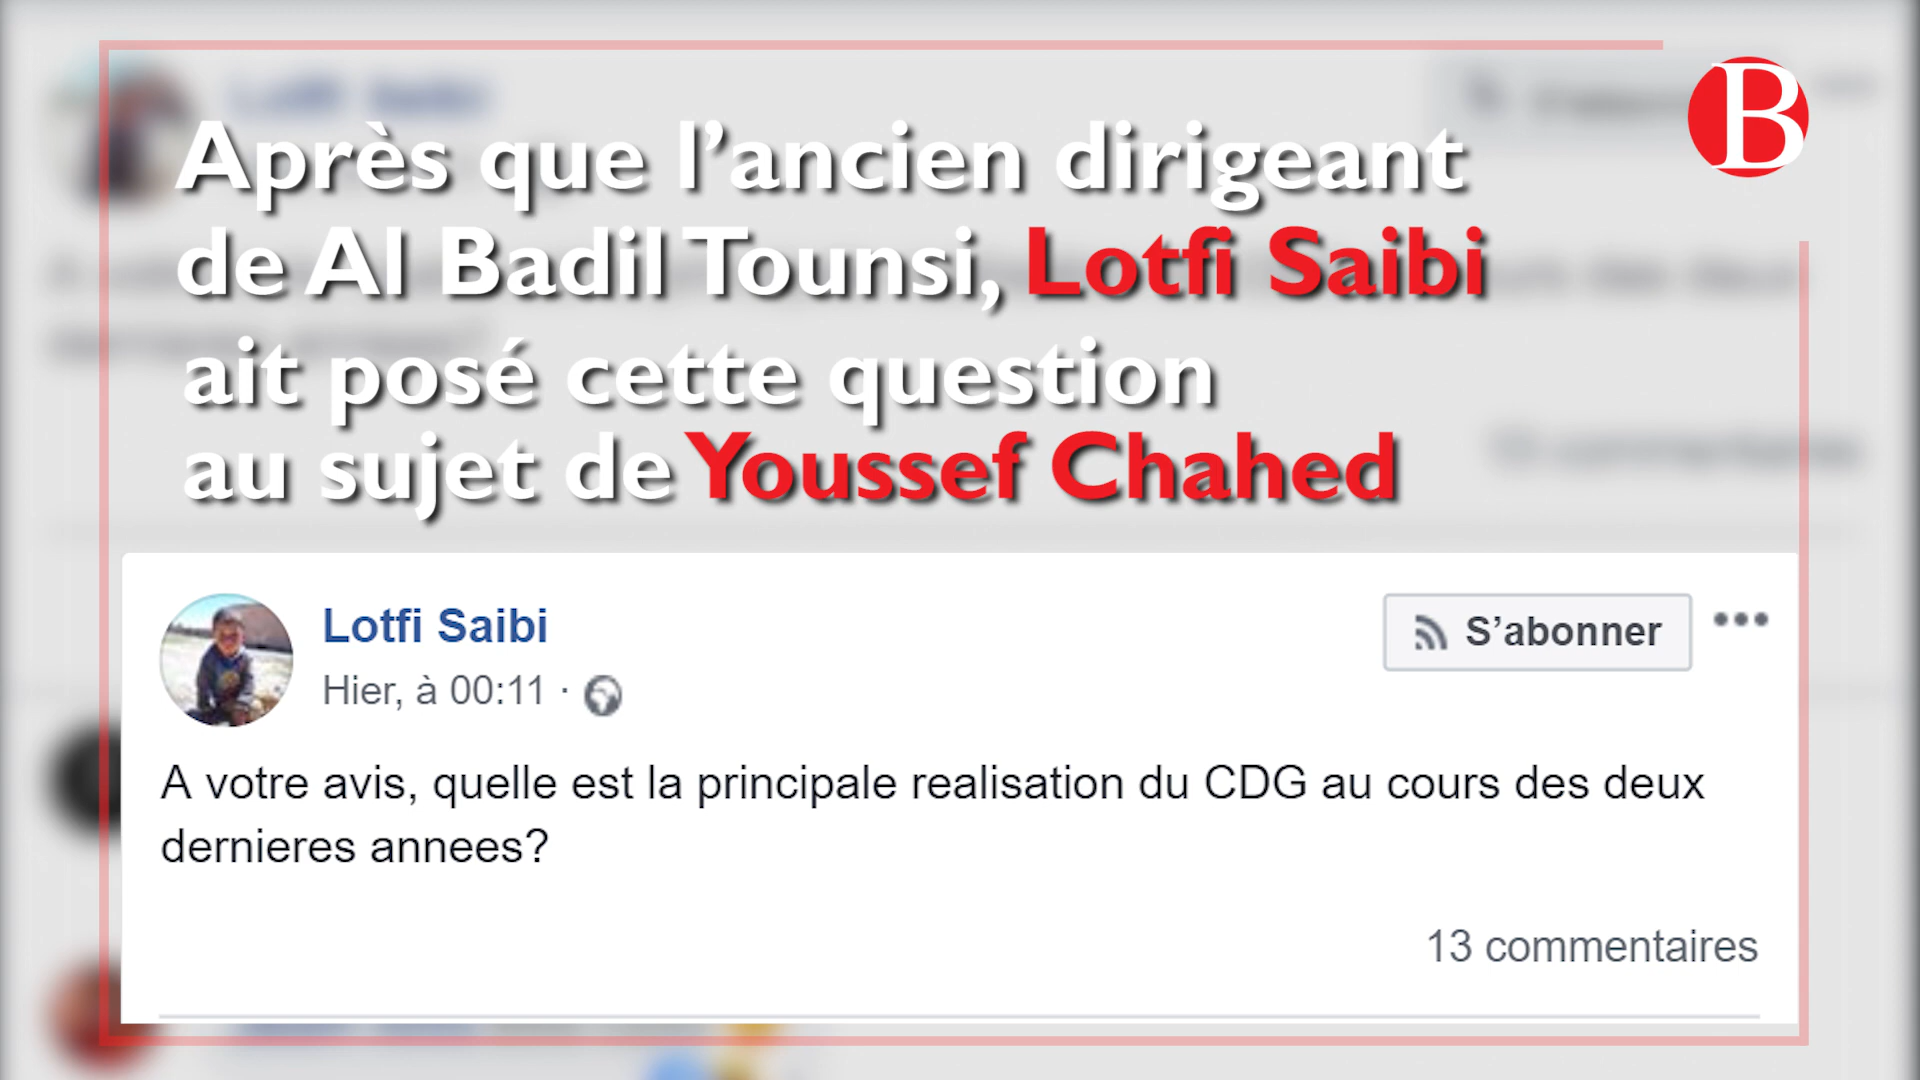 B
Après que l’ancien dirigeant
de Al Badil Tounsi, Lotfi Saibi
ait posé cette question
au sujet de Youssef Chahed
Lotfi Saibi
S’abonner
Hier, à 00:11 ·
A votre avis, quelle est la principale realisation du CDG au cours des deux
dernieres annees?
13 commentaires